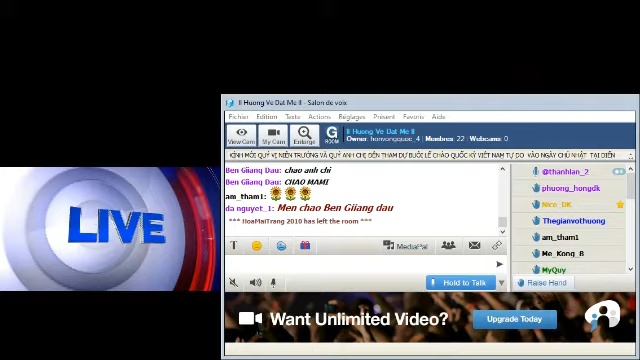 LIVE
II Huong Ve Dat Me II - Salon de voix
Fichier Edition Texte Actions Réglages Présent Favoris Aide
View Cam My Cam Enlarge G ROOM
II Huong Ve Dat Me II
Owner: honvongquoc_4 | Membres: 22 Webcams: 0
KÍNH MỜI QUÝ VỊ NIÊN TRƯỞNG VÀ QUÝ ANH CHỊ ĐẾN THAM DỰ BUỔI LỄ CHÀO QUỐC KỲ VIỆT NAM TỰ DO VÀO NGÀY CHỦ NHẬT TẠI DIỄN
Ben Giiang Dau: chao anh chi
Ben Giiang Dau: CHAO MAMI
am_tham1:
da nguyet_1: Men chao Ben Giiang dau
*** HoaMaiTrang 2010 has left the room ***
@thanhlan_2
phuong_hongdk
Nice_DK
Thegianvothuong
am_tham1
Me_Kong_8
MyQuy
T MediaPal
Hold to Talk
Raise Hand
Want Unlimited Video?
Upgrade Today